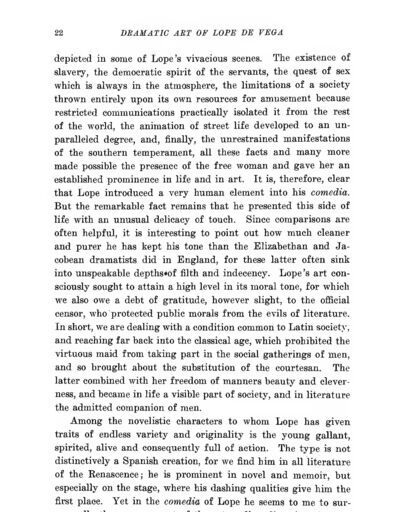 22 DRAMATIC ART OF LOPE DE VEGA
depicted in some of Lope's vivacious scenes. The existence of
slavery, the democratic spirit of the servants, the quest of sex
which is always in the atmosphere, the limitations of a society
thrown entirely upon its own resources for amusement because
restricted communications practically isolated it from the rest
of the world, the animation of street life developed to an un-
paralleled degree, and, finally, the unrestrained manifestations
of the southern temperament, all these facts and many more
made possible the presence of the free woman and gave her an
established prominence in life and in art. It is, therefore, clear
that Lope introduced a very human element into his comedia.
But the remarkable fact remains that he presented this side of
life with an unusual delicacy of touch. Since comparisons are
often helpful, it is interesting to point out how much cleaner
and purer he has kept his tone than the Elizabethan and Ja-
cobean dramatists did in England, for these latter often sink
into unspeakable depths of filth and indecency. Lope's art con-
sciously sought to attain a high level in its moral tone, for which
we also owe a debt of gratitude, however slight, to the official
censor, who protected public morals from the evils of literature.
In short, we are dealing with a condition common to Latin society,
and reaching far back into the classical age, which prohibited the
virtuous maid from taking part in the social gatherings of men,
and so brought about the substitution of the courtesan. The
latter combined with her freedom of manners beauty and clever-
ness, and became in life a visible part of society, and in literature
the admitted companion of men.
Among the novelistic characters to whom Lope has given
traits of endless variety and originality is the young gallant,
spirited, alive and consequently full of action. The type is not
distinctively a Spanish creation, for we find him in all literature
of the Renascence; he is prominent in novel and memoir, but
especially on the stage, where his dashing qualities give him the
first place. Yet in the comedia of Lope he seems to me to sur-